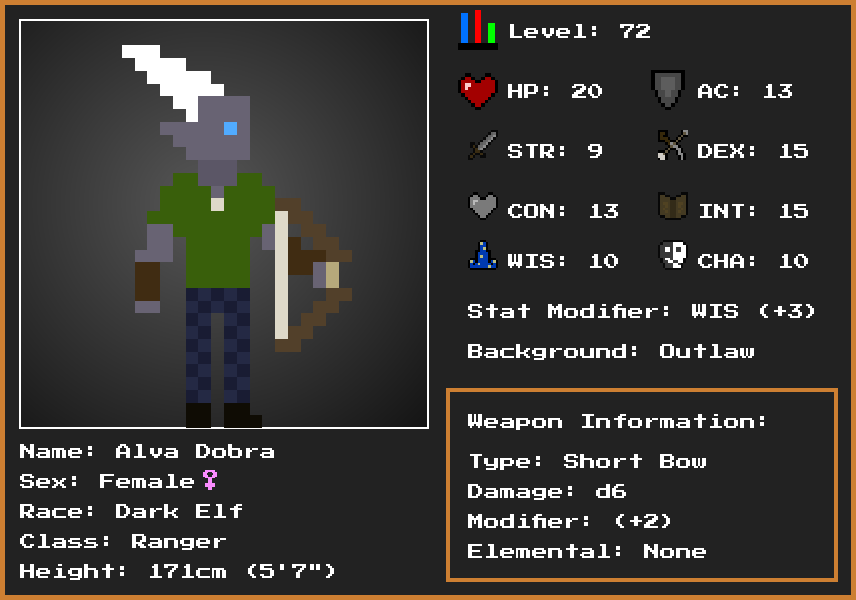 Level: 72
HP: 20
AC: 13
STR: 9
DEX: 15
CON: 13
INT: 15
WIS: 10
CHA: 10
Stat Modifier: WIS (+3)
Background: Outlaw
Name: Alva Dobra
Sex: Female♀
Race: Dark Elf
Class: Ranger
Height: 171cm (5'7")
Weapon Information:
Type: Short Bow
Damage: d6
Modifier: (+2)
Elemental: None